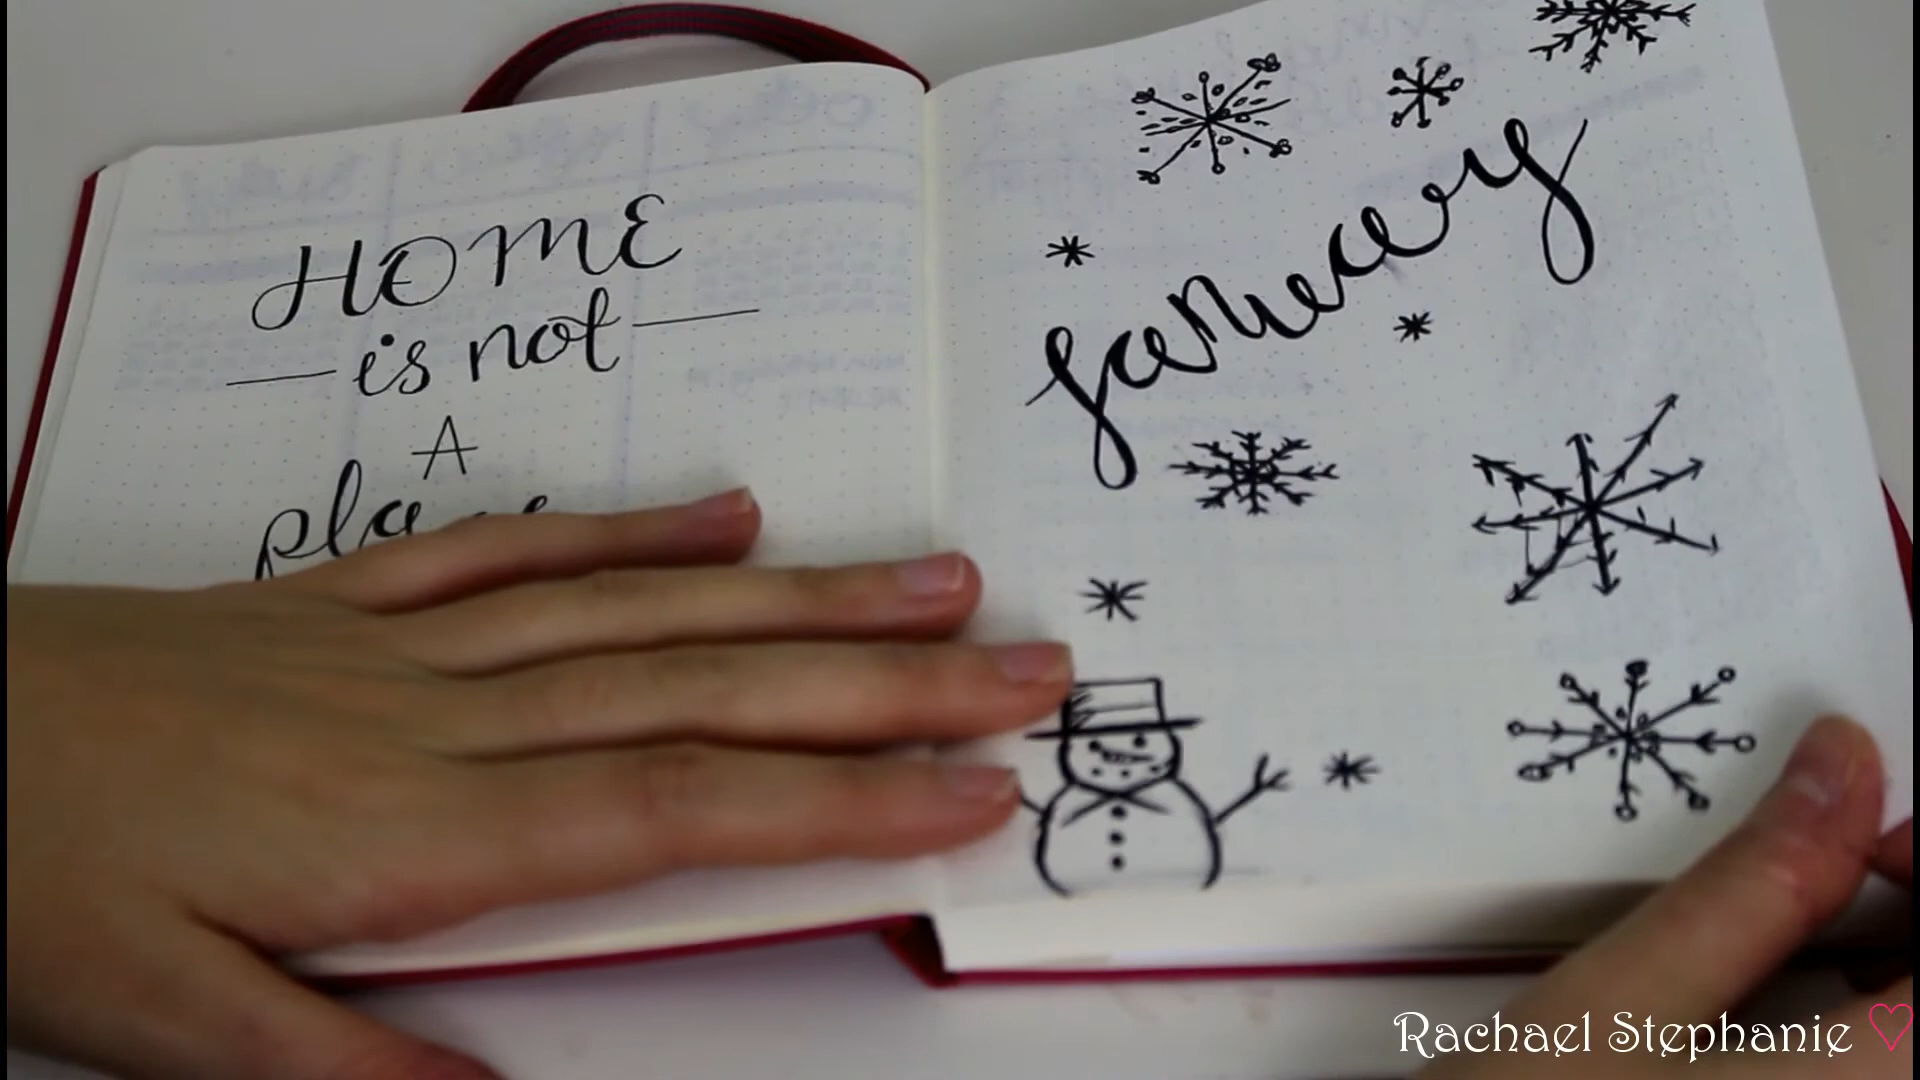 HOME
is not
A
January
Rachael Stephanie ♡